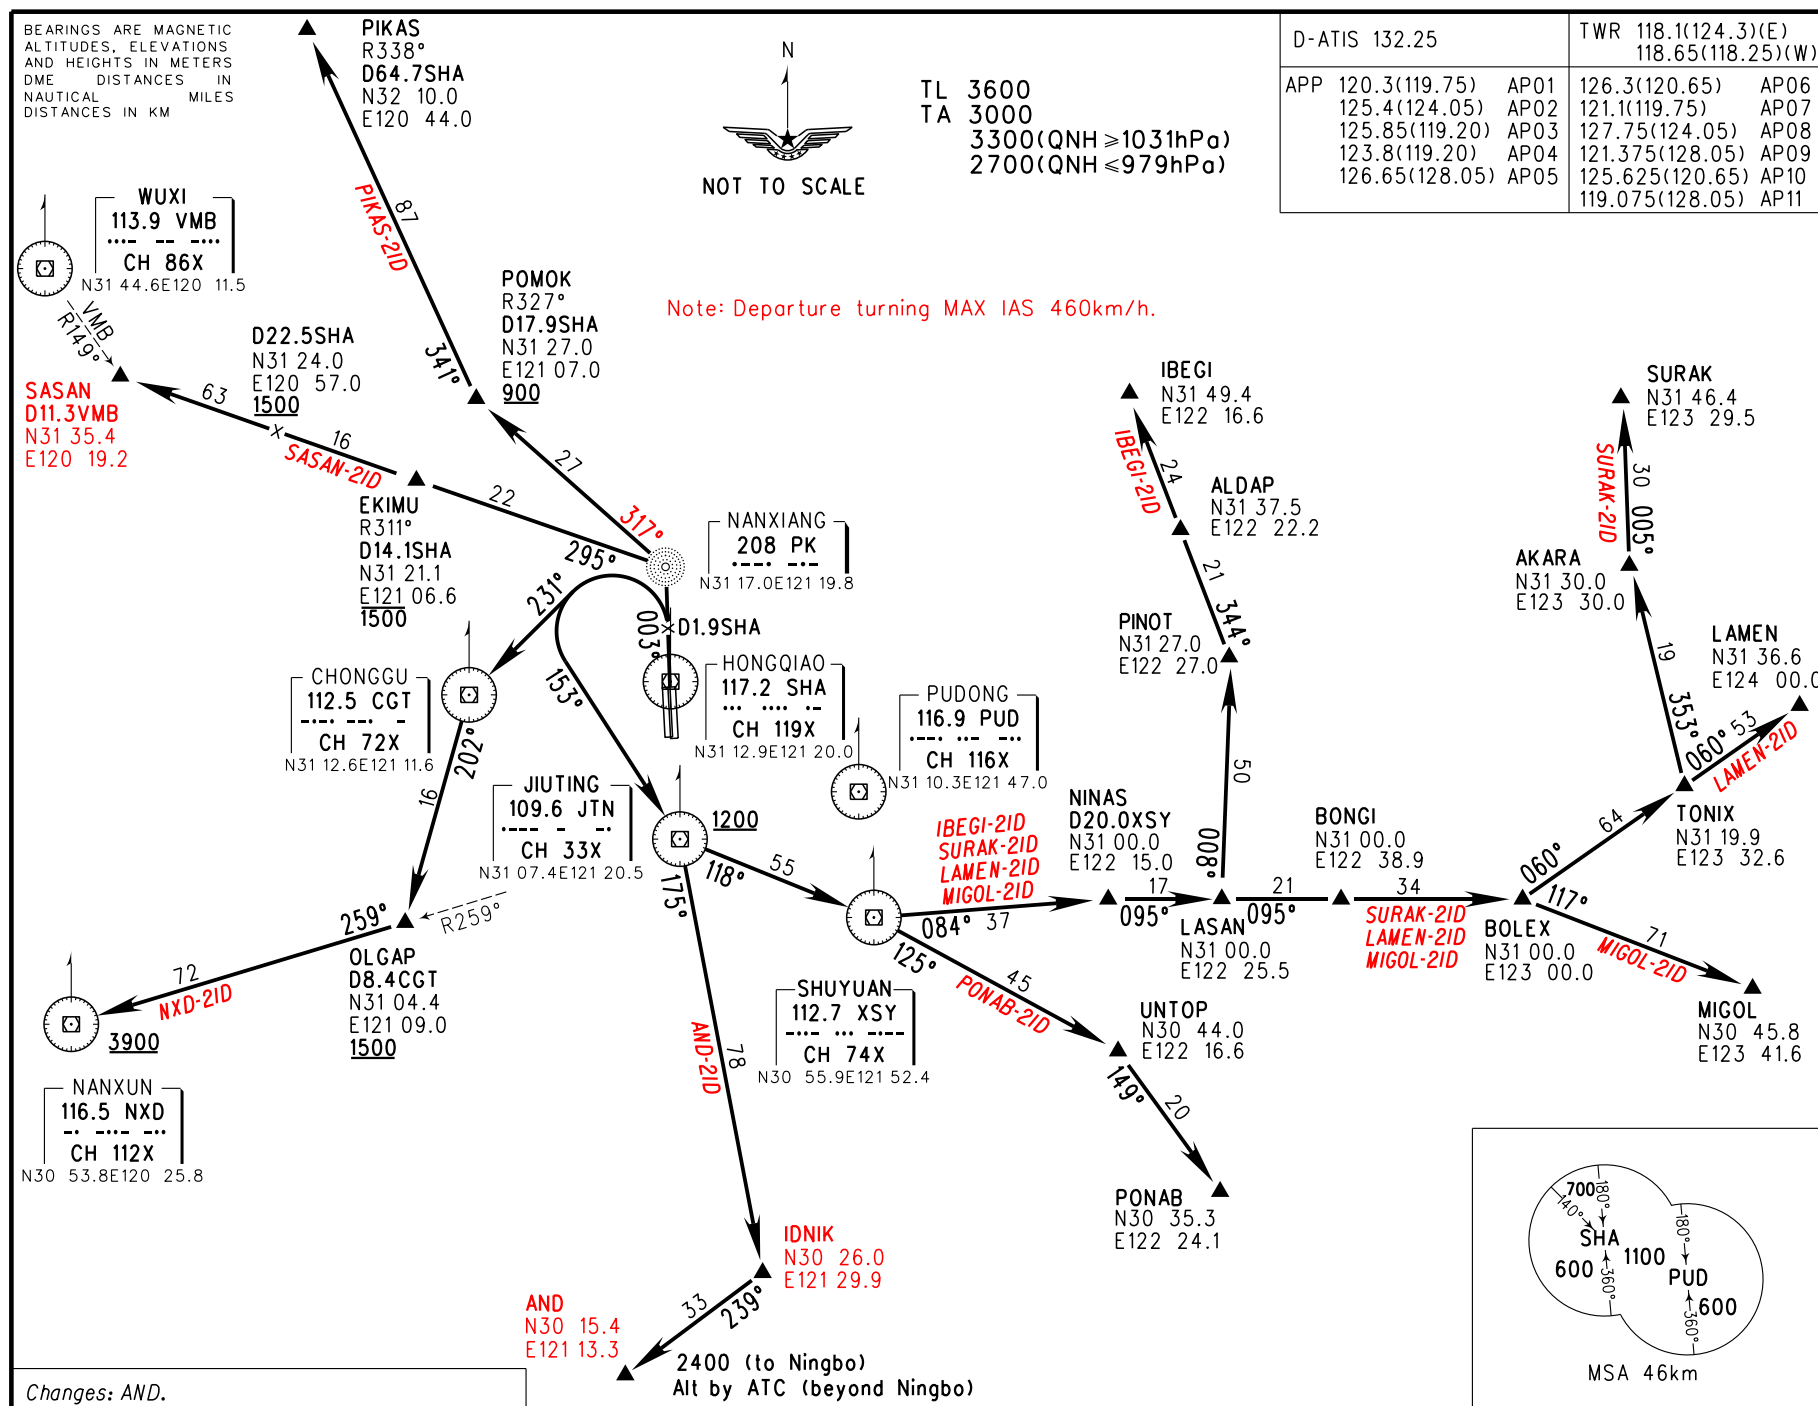 BEARINGS ARE MAGNETIC
ALTITUDES, ELEVATIONS
AND HEIGHTS IN METERS
DME DISTANCES IN
NAUTICAL MILES
DISTANCES IN KM
PIKAS
R338°
D64.7SHA
N32 10.0
E120 44.0
N
NOT TO SCALE
TL 3600
TA 3000
3300(QNH ≥1031hPa)
2700(QNH ≤979hPa)
D-ATIS 132.25
TWR 118.1(124.3)(E)
118.65(118.25)(W)
APP 120.3(119.75) AP01
125.4(124.05) AP02
125.85(119.20) AP03
123.8(119.20) AP04
126.65(128.05) AP05
126.3(120.65) AP06
121.1(119.75) AP07
127.75(124.05) AP08
121.375(128.05) AP09
125.625(120.65) AP10
119.075(128.05) AP11
WUXI
113.9 VMB
CH 86X
N31 44.6E120 11.5
VMB
R149°
PIKAS-21D
87
341°
POMOK
R327°
D17.9SHA
N31 27.0
E121 07.0
900
Note: Departure turning MAX IAS 460km/h.
SASAN
D11.3VMB
N31 35.4
E120 19.2
63
D22.5SHA
N31 24.0
E120 57.0
1500
16
SASAN-21D
EKIMU
R311°
D14.1SHA
N31 21.1
E121 06.6
1500
22
295°
27
317°
NANXIANG
208 PK
N31 17.0E121 19.8
231°
003°
D1.9SHA
153°
HONGQIAO
117.2 SHA
CH 119X
N31 12.9E121 20.0
CHONGGU
112.5 CGT
CH 72X
N31 12.6E121 11.6
202°
16
JIUTING
109.6 JTN
CH 33X
N31 07.4E121 20.5
1200
PUDONG
116.9 PUD
CH 116X
N31 10.3E121 47.0
118°
55
175°
R259°
259°
OLGAP
D8.4CGT
N31 04.4
E121 09.0
1500
72
NXD-21D
3900
NANXUN
116.5 NXD
CH 112X
N30 53.8E120 25.8
AND-21D
78
SHUYUAN
112.7 XSY
CH 74X
N30 55.9E121 52.4
IBEGI-21D
SURAK-21D
LAMEN-21D
MIGOL-21D
084°
37
125°
45
PONAB-21D
NINAS
D20.0XSY
N31 00.0
E122 15.0
17
095°
LASAN
N31 00.0
E122 25.5
008°
50
PINOT
N31 27.0
E122 27.0
344°
21
ALDAP
N31 37.5
E122 22.2
24
IBEGI-21D
IBEGI
N31 49.4
E122 16.6
21
095°
BONGI
N31 00.0
E122 38.9
34
SURAK-21D
LAMEN-21D
MIGOL-21D
BOLEX
N31 00.0
E123 00.0
060°
64
117°
71
MIGOL-21D
MIGOL
N30 45.8
E123 41.6
TONIX
N31 19.9
E123 32.6
353°
19
060°
53
LAMEN-21D
LAMEN
N31 36.6
E124 00.0
AKARA
N31 30.0
E123 30.0
005°
30
SURAK-21D
SURAK
N31 46.4
E123 29.5
UNTOP
N30 44.0
E122 16.6
149°
20
PONAB
N30 35.3
E122 24.1
IDNIK
N30 26.0
E121 29.9
33
239°
AND
N30 15.4
E121 13.3
2400 (to Ningbo)
Alt by ATC (beyond Ningbo)
700
140°
180°
SHA
600
360°
1100
180°
PUD
600
360°
MSA 46km
Changes: AND.